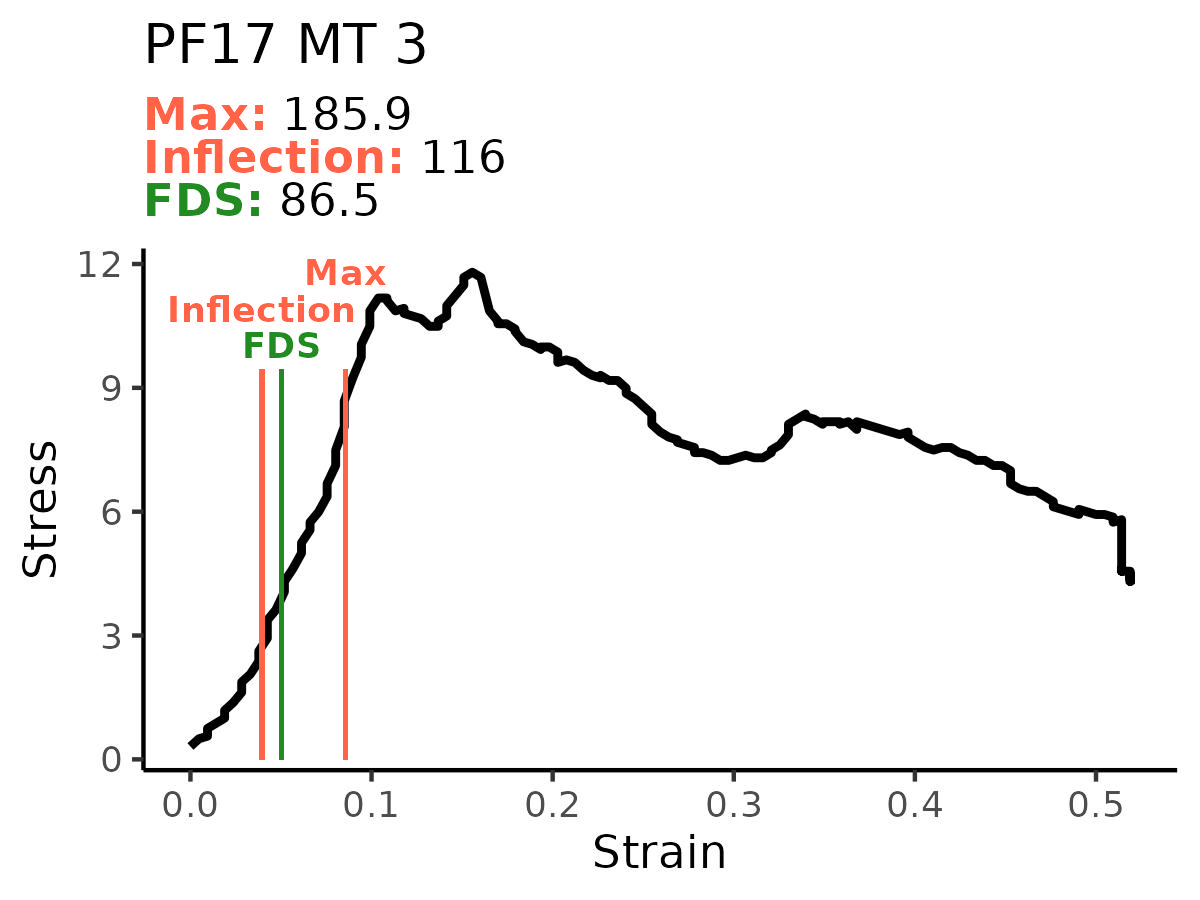 PF17 MT 3
Max: 185.9
Inflection: 116
FDS: 86.5
Max
Inflection
FDS
12
9
6
3
0
Stress
0.0 0.1 0.2 0.3 0.4 0.5
Strain